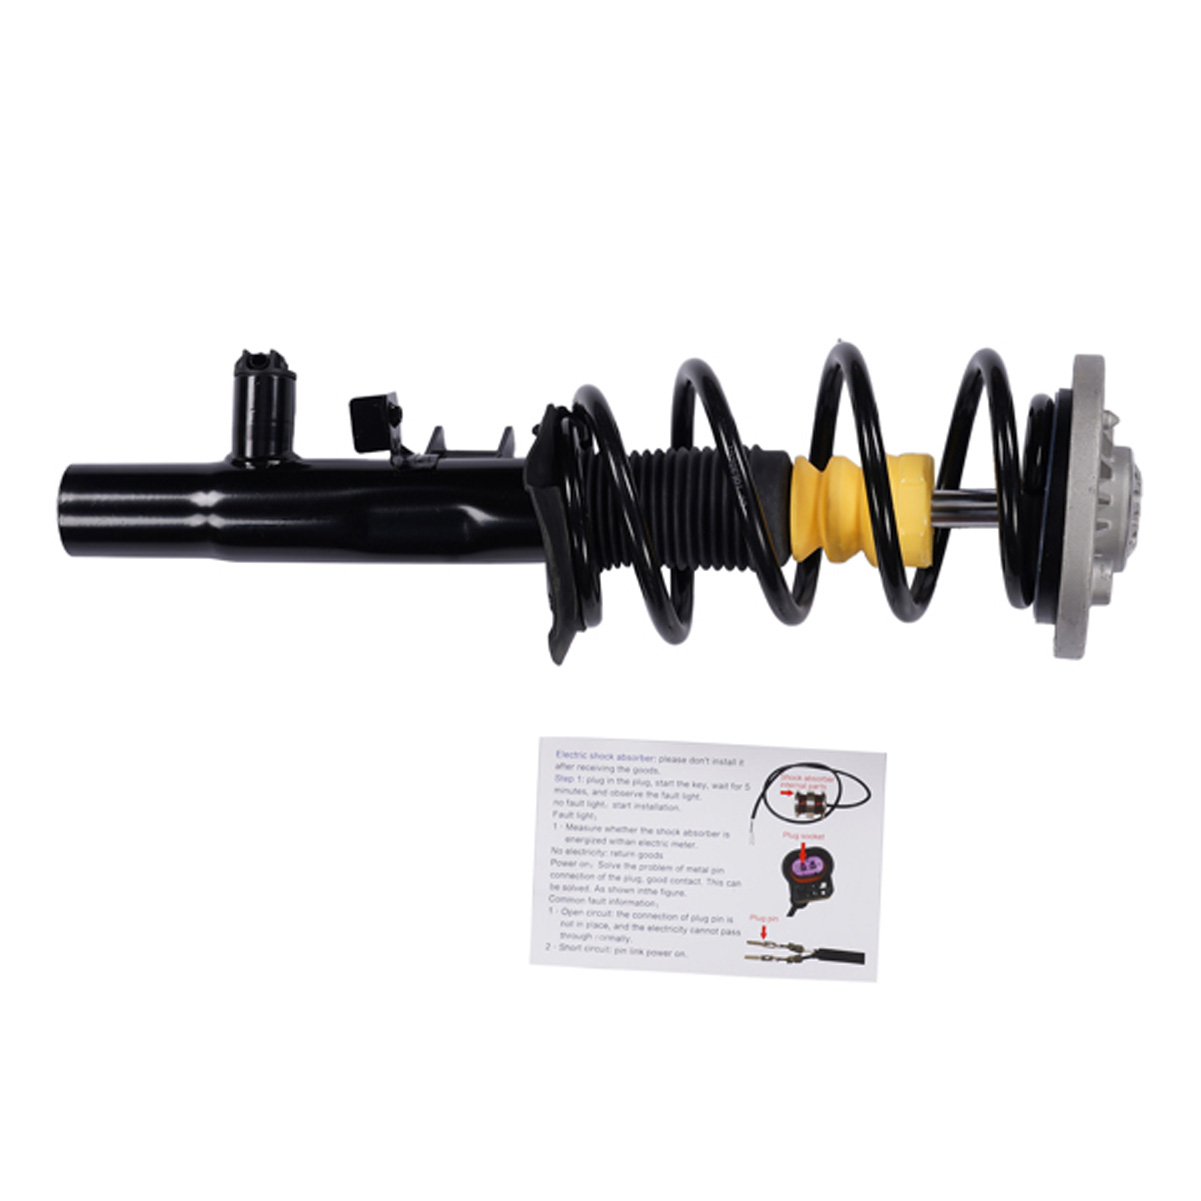 Electric shock absorber: please don't install it
after receiving the goods.
Step 1: plug in the plug, start the key, wait for 5
minutes, and observe the fault light.
no fault light, start installation.
Fault light,
1 · Measure whether the shock absorber is
energized withan electric meter.
No electricity: return goods
Power on, Solve the problem of metal pin
connection of the plug, good contact. This can
be solved. As shown inthe figure.
Common fault information,
1 · Open circuit: the connection of plug pin is
not in place, and the electricity cannot pass
through normally.
2 · Short circuit: pin link power on.
shock absorber
internal parts
Plug socket
Plug pin